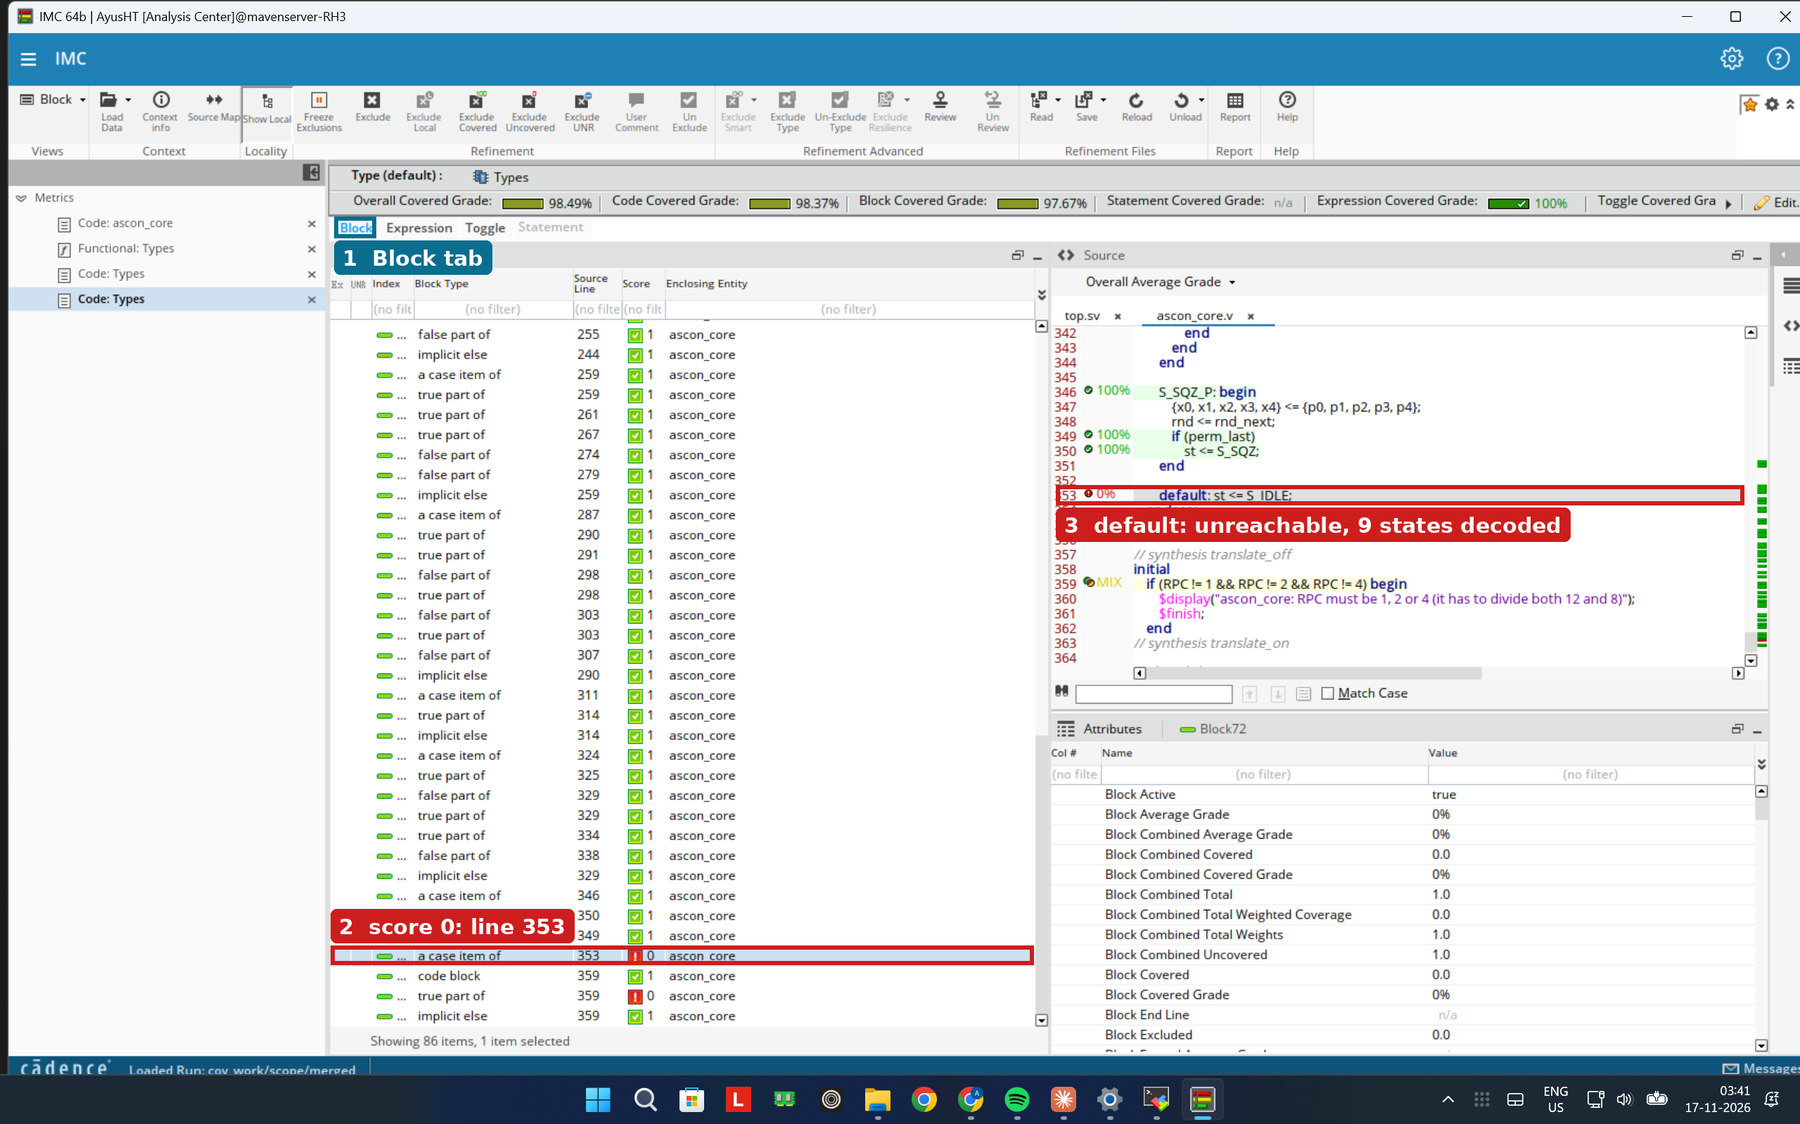 IMC 64b | AyusHT [Analysis Center]@mavenserver-RH3
IMC
Block
Load Data
Context info
Source Map
Show Local
Freeze Exclusions
Exclude
Exclude Local
Exclude Covered
Exclude Uncovered
Exclude UNR
User Comment
Un Exclude
Exclude Smart
Exclude Type
Un-Exclude Type
Exclude Resilience
Review
Un Review
Read
Save
Reload
Unload
Report
Help
Views
Context
Locality
Refinement
Refinement Advanced
Refinement Files
Report
Help
Metrics
Code: ascon_core
Functional: Types
Code: Types
Code: Types
Type (default) : Types
Overall Covered Grade: 98.49% Code Covered Grade: 98.37% Block Covered Grade: 97.67% Statement Covered Grade: n/a Expression Covered Grade: 100% Toggle Covered Gra Edit.
Block Expression Toggle Statement
1 Block tab
Ex UNR Index Block Type Source Line Score Enclosing Entity
(no filt (no filter) (no filte (no filt (no filter)
... false part of 255 1 ascon_core
... implicit else 244 1 ascon_core
... a case item of 259 1 ascon_core
... true part of 259 1 ascon_core
... true part of 261 1 ascon_core
... true part of 267 1 ascon_core
... false part of 274 1 ascon_core
... false part of 279 1 ascon_core
... implicit else 259 1 ascon_core
... a case item of 287 1 ascon_core
... true part of 290 1 ascon_core
... true part of 291 1 ascon_core
... false part of 298 1 ascon_core
... true part of 298 1 ascon_core
... false part of 303 1 ascon_core
... true part of 303 1 ascon_core
... false part of 307 1 ascon_core
... implicit else 290 1 ascon_core
... a case item of 311 1 ascon_core
... true part of 314 1 ascon_core
... implicit else 314 1 ascon_core
... a case item of 324 1 ascon_core
... true part of 325 1 ascon_core
... false part of 329 1 ascon_core
... true part of 329 1 ascon_core
... true part of 334 1 ascon_core
... false part of 338 1 ascon_core
... implicit else 329 1 ascon_core
... a case item of 346 1 ascon_core
350 1 ascon_core
349 1 ascon_core
2 score 0: line 353
... a case item of 353 0 ascon_core
... code block 359 1 ascon_core
... true part of 359 0 ascon_core
... implicit else 359 1 ascon_core
Showing 86 items, 1 item selected
Source
Overall Average Grade
top.sv ascon_core.v
342 end
343 end
344 end
345
346 100% S_SQZ_P: begin
347 {x0, x1, x2, x3, x4} <= {p0, p1, p2, p3, p4};
348 rnd <= rnd_next;
349 100% if (perm_last)
350 100% st <= S_SQZ;
351 end
352
353 0% default: st <= S_IDLE;
3 default: unreachable, 9 states decoded
357 // synthesis translate_off
358 initial
359 MIX if (RPC != 1 && RPC != 2 && RPC != 4) begin
360 $display("ascon_core: RPC must be 1, 2 or 4 (it has to divide both 12 and 8)");
361 $finish;
362 end
363 // synthesis translate_on
364
Match Case
Attributes Block72
Col # Name Value
(no filte (no filter) (no filter)
Block Active true
Block Average Grade 0%
Block Combined Average Grade 0%
Block Combined Covered 0.0
Block Combined Covered Grade 0%
Block Combined Total 1.0
Block Combined Total Weighted Coverage 0.0
Block Combined Total Weights 1.0
Block Combined Uncovered 1.0
Block Covered 0.0
Block Covered Grade 0%
Block End Line n/a
Block Excluded 0.0
cādence Loaded Run: cov_work/scope/merged Messages
ENG US
03:41
17-11-2026